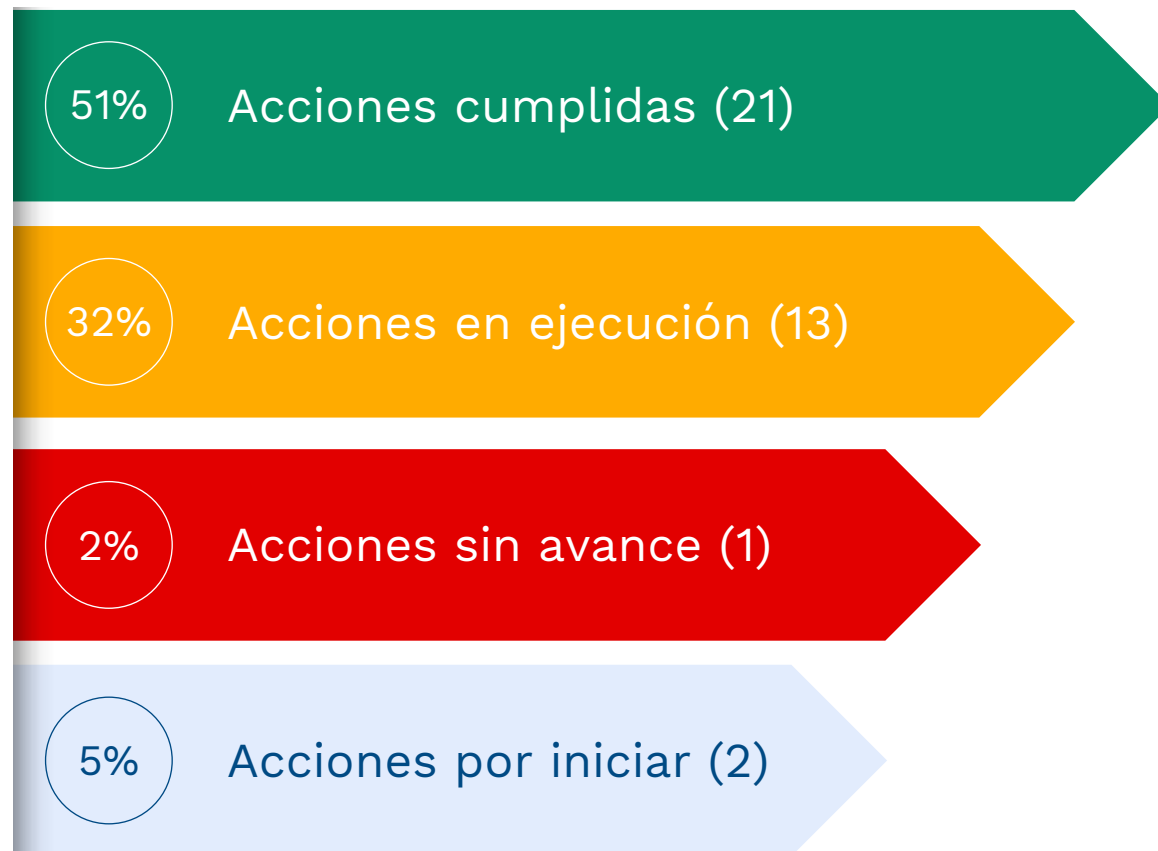 51% Acciones cumplidas (21)
32% Acciones en ejecución (13)
2% Acciones sin avance (1)
5% Acciones por iniciar (2)